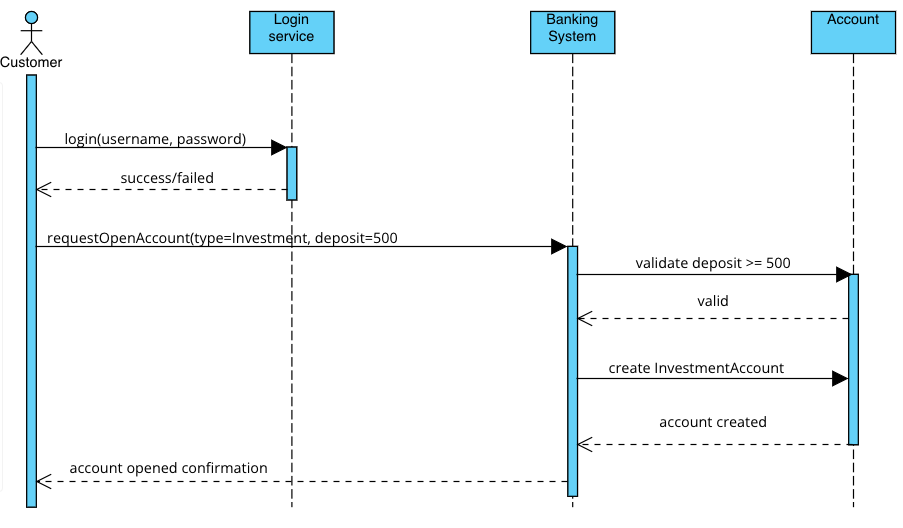 Customer
Login
service
Banking
System
Account
login(username, password)
success/failed
requestOpenAccount(type=Investment, deposit=500
validate deposit >= 500
valid
create InvestmentAccount
account created
account opened confirmation